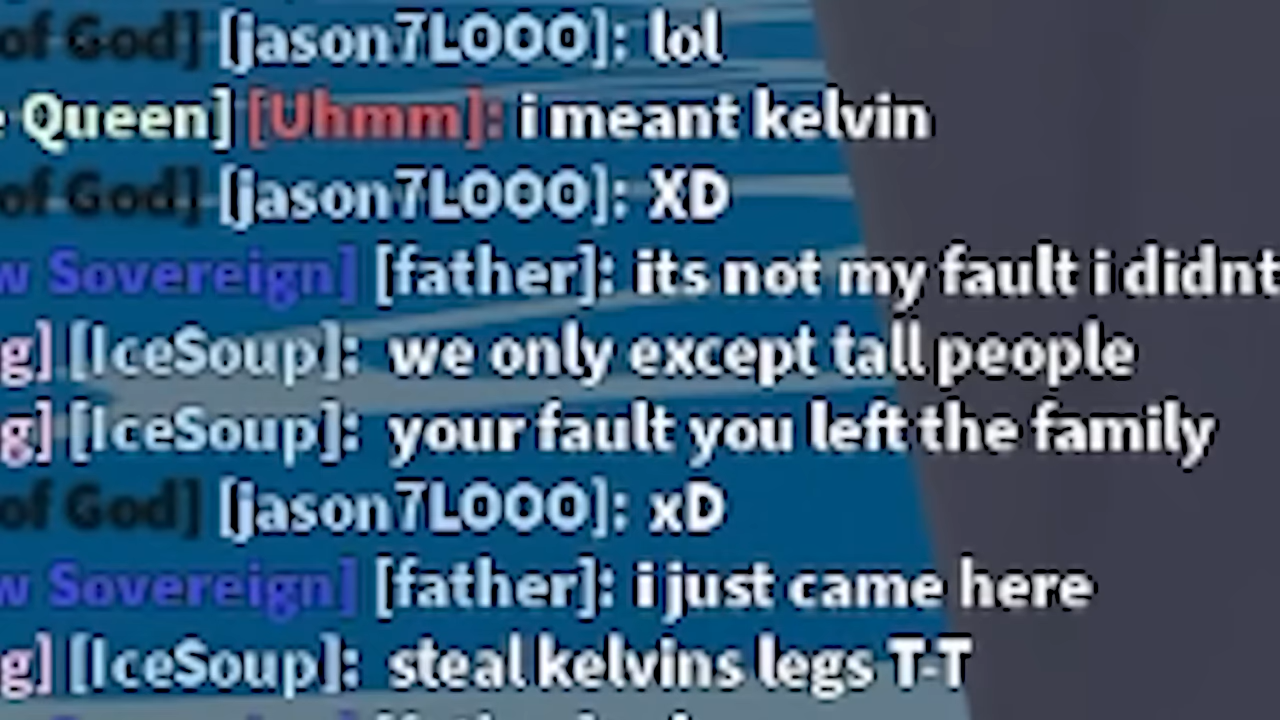 of God] [jason7LOOO]: lol
Queen] [Uhmm]: i meant kelvin
of God] [jason7LOOO]: XD
w Sovereign] [father]: its not my fault i didnt
g] [IceSoup]: we only except tall people
g] [IceSoup]: your fault you left the family
of God] [jason7LOOO]: xD
w Sovereign] [father]: i just came here
g] [IceSoup]: steal kelvins legs T-T